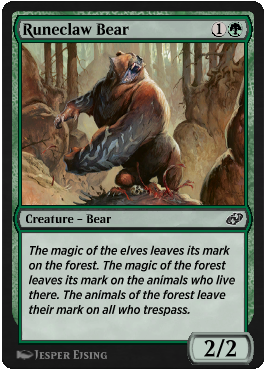 Runeclaw Bear 1
Creature – Bear
The magic of the elves leaves its mark
on the forest. The magic of the forest
leaves its mark on the animals who live
there. The animals of the forest leave
their mark on all who trespass.
Jesper Ejsing
2/2